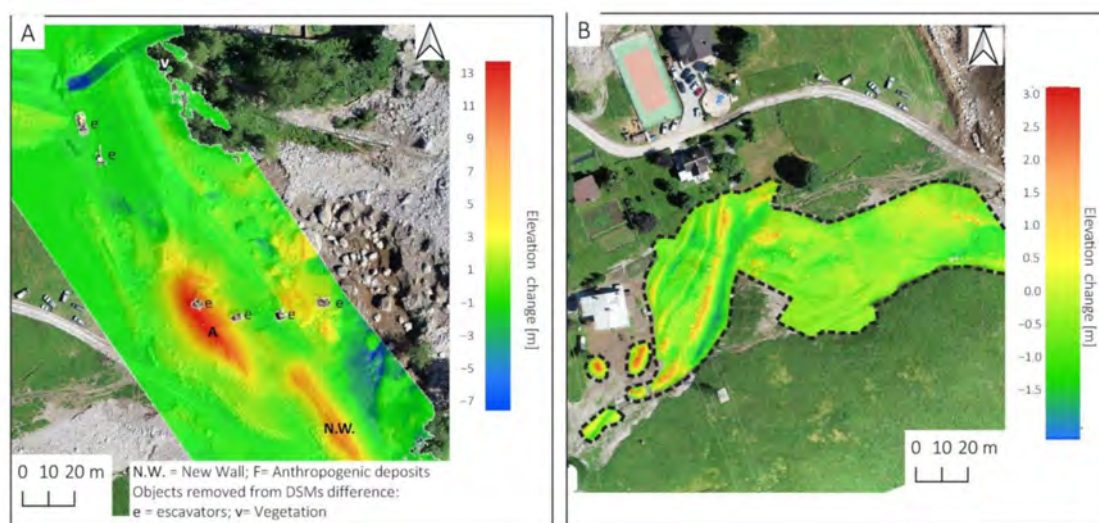 A
v
e
e
e
e
e
e
A
N.W.
0 10 20 m
13
11
9
7
5
3
1
−1
−3
−5
−7
Elevation change [m]
N.W. = New Wall; F= Anthropogenic deposits
Objects removed from DSMs difference:
e = escavators; v= Vegetation
B
3.0
2.5
2.0
1.5
1.0
0.5
0.0
−0.5
−1.0
−1.5
Elevation change [m]
0 10 20 m